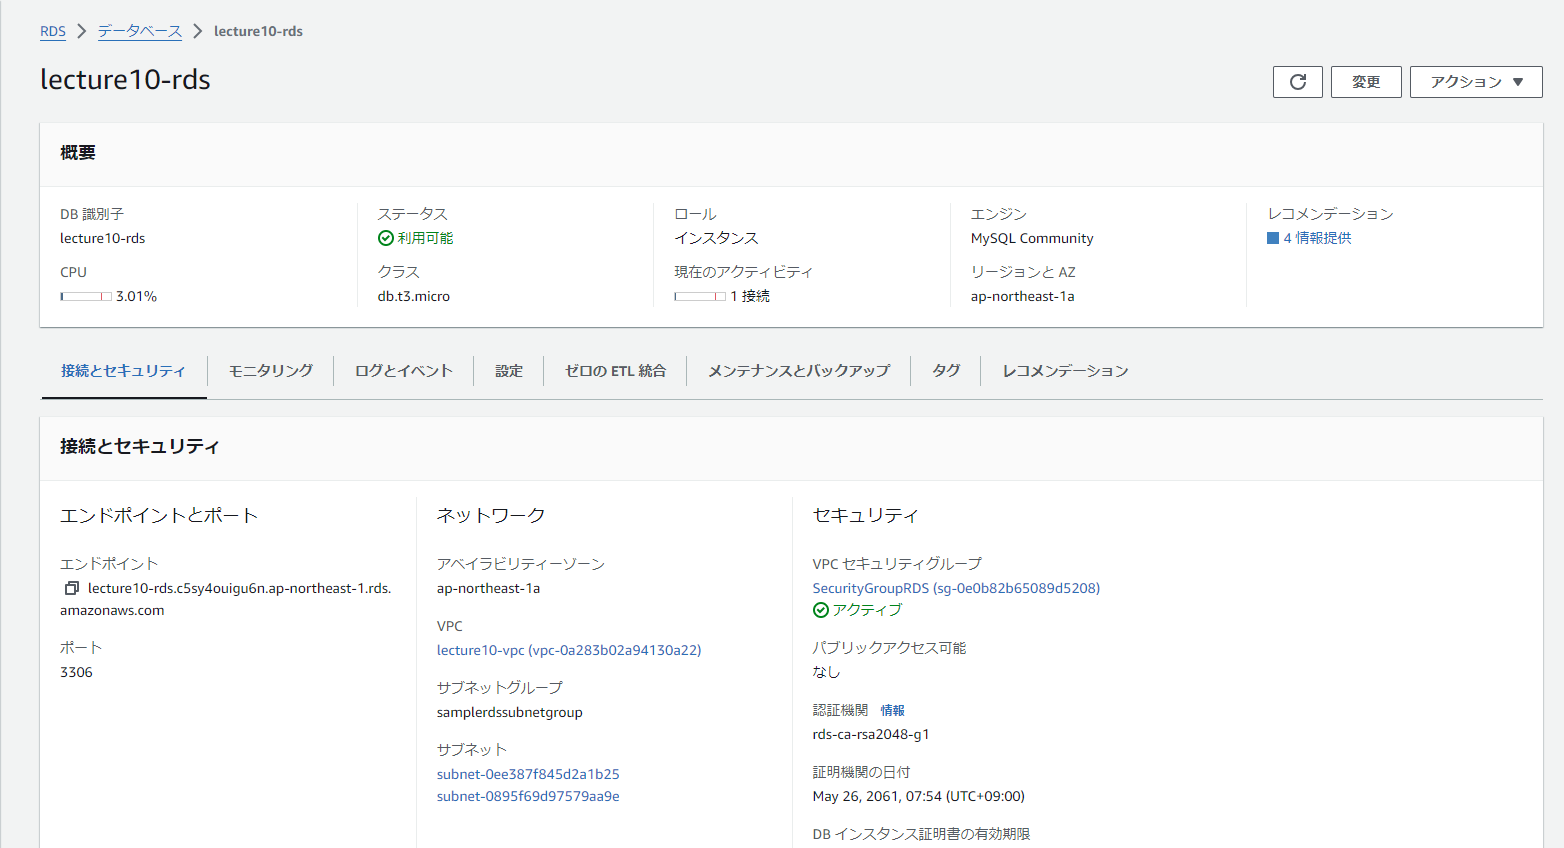 RDS > データベース > lecture10-rds
lecture10-rds
変更
アクション ▼
概要
DB 識別子
lecture10-rds
CPU
3.01%
ステータス
利用可能
クラス
db.t3.micro
ロール
インスタンス
現在のアクティビティ
1 接続
エンジン
MySQL Community
リージョンと AZ
ap-northeast-1a
レコメンデーション
4 情報提供
接続とセキュリティ
モニタリング
ログとイベント
設定
ゼロの ETL 統合
メンテナンスとバックアップ
タグ
レコメンデーション
接続とセキュリティ
エンドポイントとポート
エンドポイント
lecture10-rds.c5sy4ouigu6n.ap-northeast-1.rds.
amazonaws.com
ポート
3306
ネットワーク
アベイラビリティーゾーン
ap-northeast-1a
VPC
lecture10-vpc (vpc-0a283b02a94130a22)
サブネットグループ
samplerdssubnetgroup
サブネット
subnet-0ee387f845d2a1b25
subnet-0895f69d97579aa9e
セキュリティ
VPC セキュリティグループ
SecurityGroupRDS (sg-0e0b82b65089d5208)
アクティブ
パブリックアクセス可能
なし
認証機関 情報
rds-ca-rsa2048-g1
証明機関の日付
May 26, 2061, 07:54 (UTC+09:00)
DB インスタンス証明書の有効期限